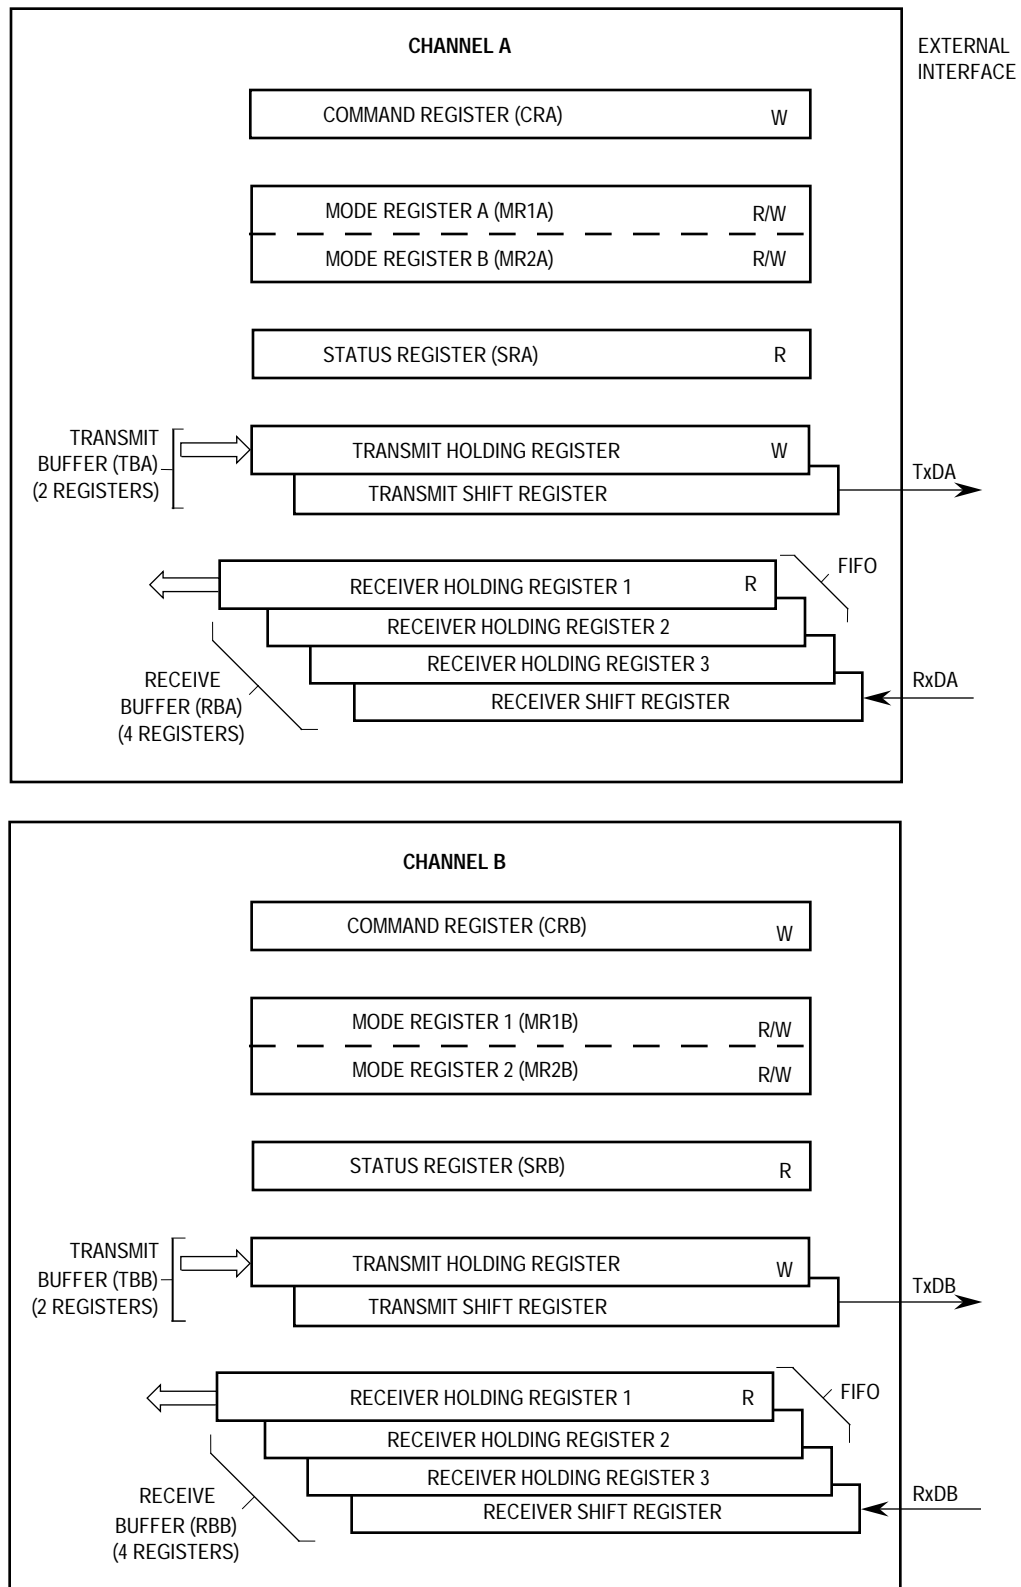 CHANNEL A
EXTERNAL
INTERFACE
COMMAND REGISTER (CRA) W
MODE REGISTER A (MR1A) R/W
MODE REGISTER B (MR2A) R/W
STATUS REGISTER (SRA) R
TRANSMIT
BUFFER (TBA)
(2 REGISTERS)
TRANSMIT HOLDING REGISTER W
TRANSMIT SHIFT REGISTER
TxDA
RECEIVER HOLDING REGISTER 1 R
FIFO
RECEIVER HOLDING REGISTER 2
RECEIVER HOLDING REGISTER 3
RECEIVER SHIFT REGISTER
RECEIVE
BUFFER (RBA)
(4 REGISTERS)
RxDA
CHANNEL B
COMMAND REGISTER (CRB) W
MODE REGISTER 1 (MR1B) R/W
MODE REGISTER 2 (MR2B) R/W
STATUS REGISTER (SRB) R
TRANSMIT
BUFFER (TBB)
(2 REGISTERS)
TRANSMIT HOLDING REGISTER W
TRANSMIT SHIFT REGISTER
TxDB
RECEIVER HOLDING REGISTER 1 R
FIFO
RECEIVER HOLDING REGISTER 2
RECEIVER HOLDING REGISTER 3
RECEIVER SHIFT REGISTER
RECEIVE
BUFFER (RBB)
(4 REGISTERS)
RxDB